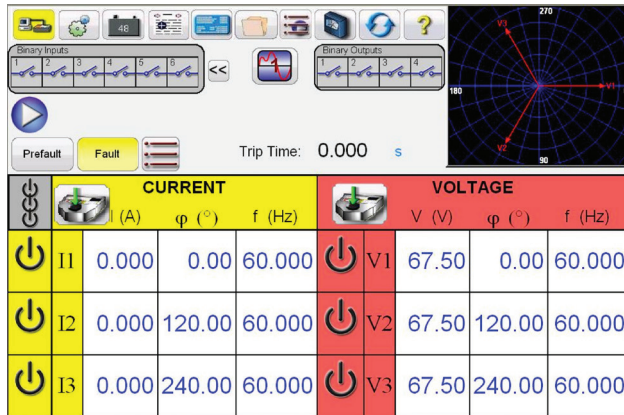 48
?
Binary Inputs
1 2 3 4 5 6
<<
Binary Outputs
1 2 3 4
270
V3
180
V1
V2
90
Prefault
Fault
Trip Time: 0.000 s
CURRENT
I (A) φ (°) f (Hz)
VOLTAGE
V (V) φ (°) f (Hz)
I1 0.000 0.00 60.000 V1 67.50 0.00 60.000
I2 0.000 120.00 60.000 V2 67.50 120.00 60.000
I3 0.000 240.00 60.000 V3 67.50 240.00 60.000